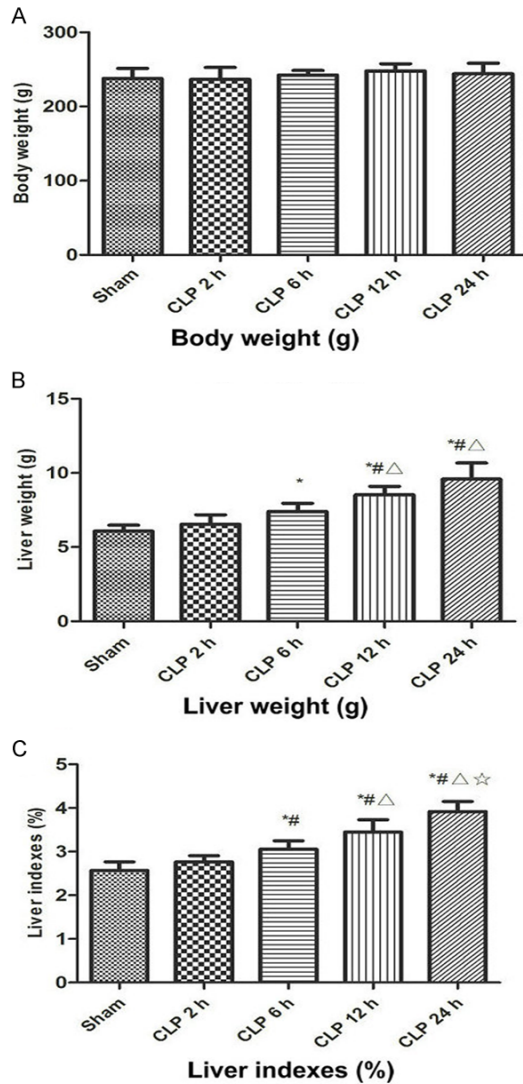 A
300
200
100
0
Body weight (g)
Sham
CLP 2 h
CLP 6 h
CLP 12 h
CLP 24 h
Body weight (g)
B
15
10
5
0
Liver weight (g)
*
*#△
*#△
Sham
CLP 2 h
CLP 6 h
CLP 12 h
CLP 24 h
Liver weight (g)
C
5
4
3
2
1
0
Liver indexes (%)
*#
*#△
*#△☆
Sham
CLP 2 h
CLP 6 h
CLP 12 h
CLP 24 h
Liver indexes (%)